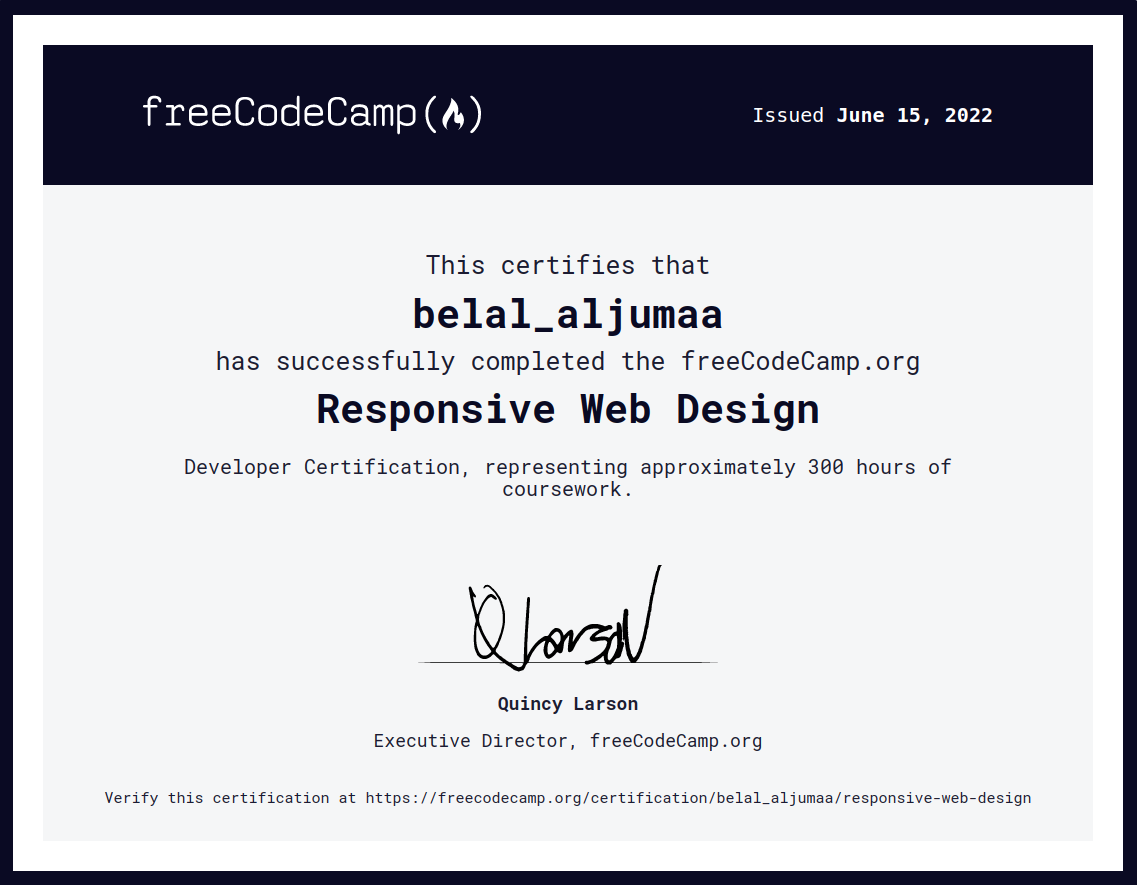 freeCodeCamp(🔥)
Issued June 15, 2022
This certifies that
belal_aljumaa
has successfully completed the freeCodeCamp.org
Responsive Web Design
Developer Certification, representing approximately 300 hours of
coursework.
Q Larson
Quincy Larson
Executive Director, freeCodeCamp.org
Verify this certification at https://freecodecamp.org/certification/belal_aljumaa/responsive-web-design